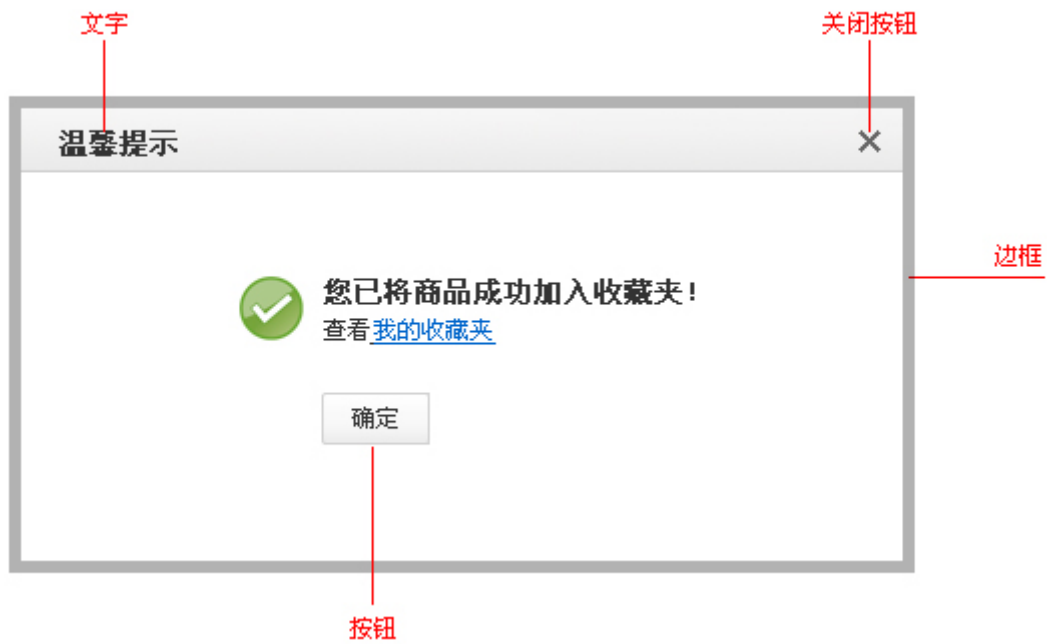 文字
关闭按钮
温馨提示
边框
您已将商品成功加入收藏夹！
查看我的收藏夹
确定
按钮